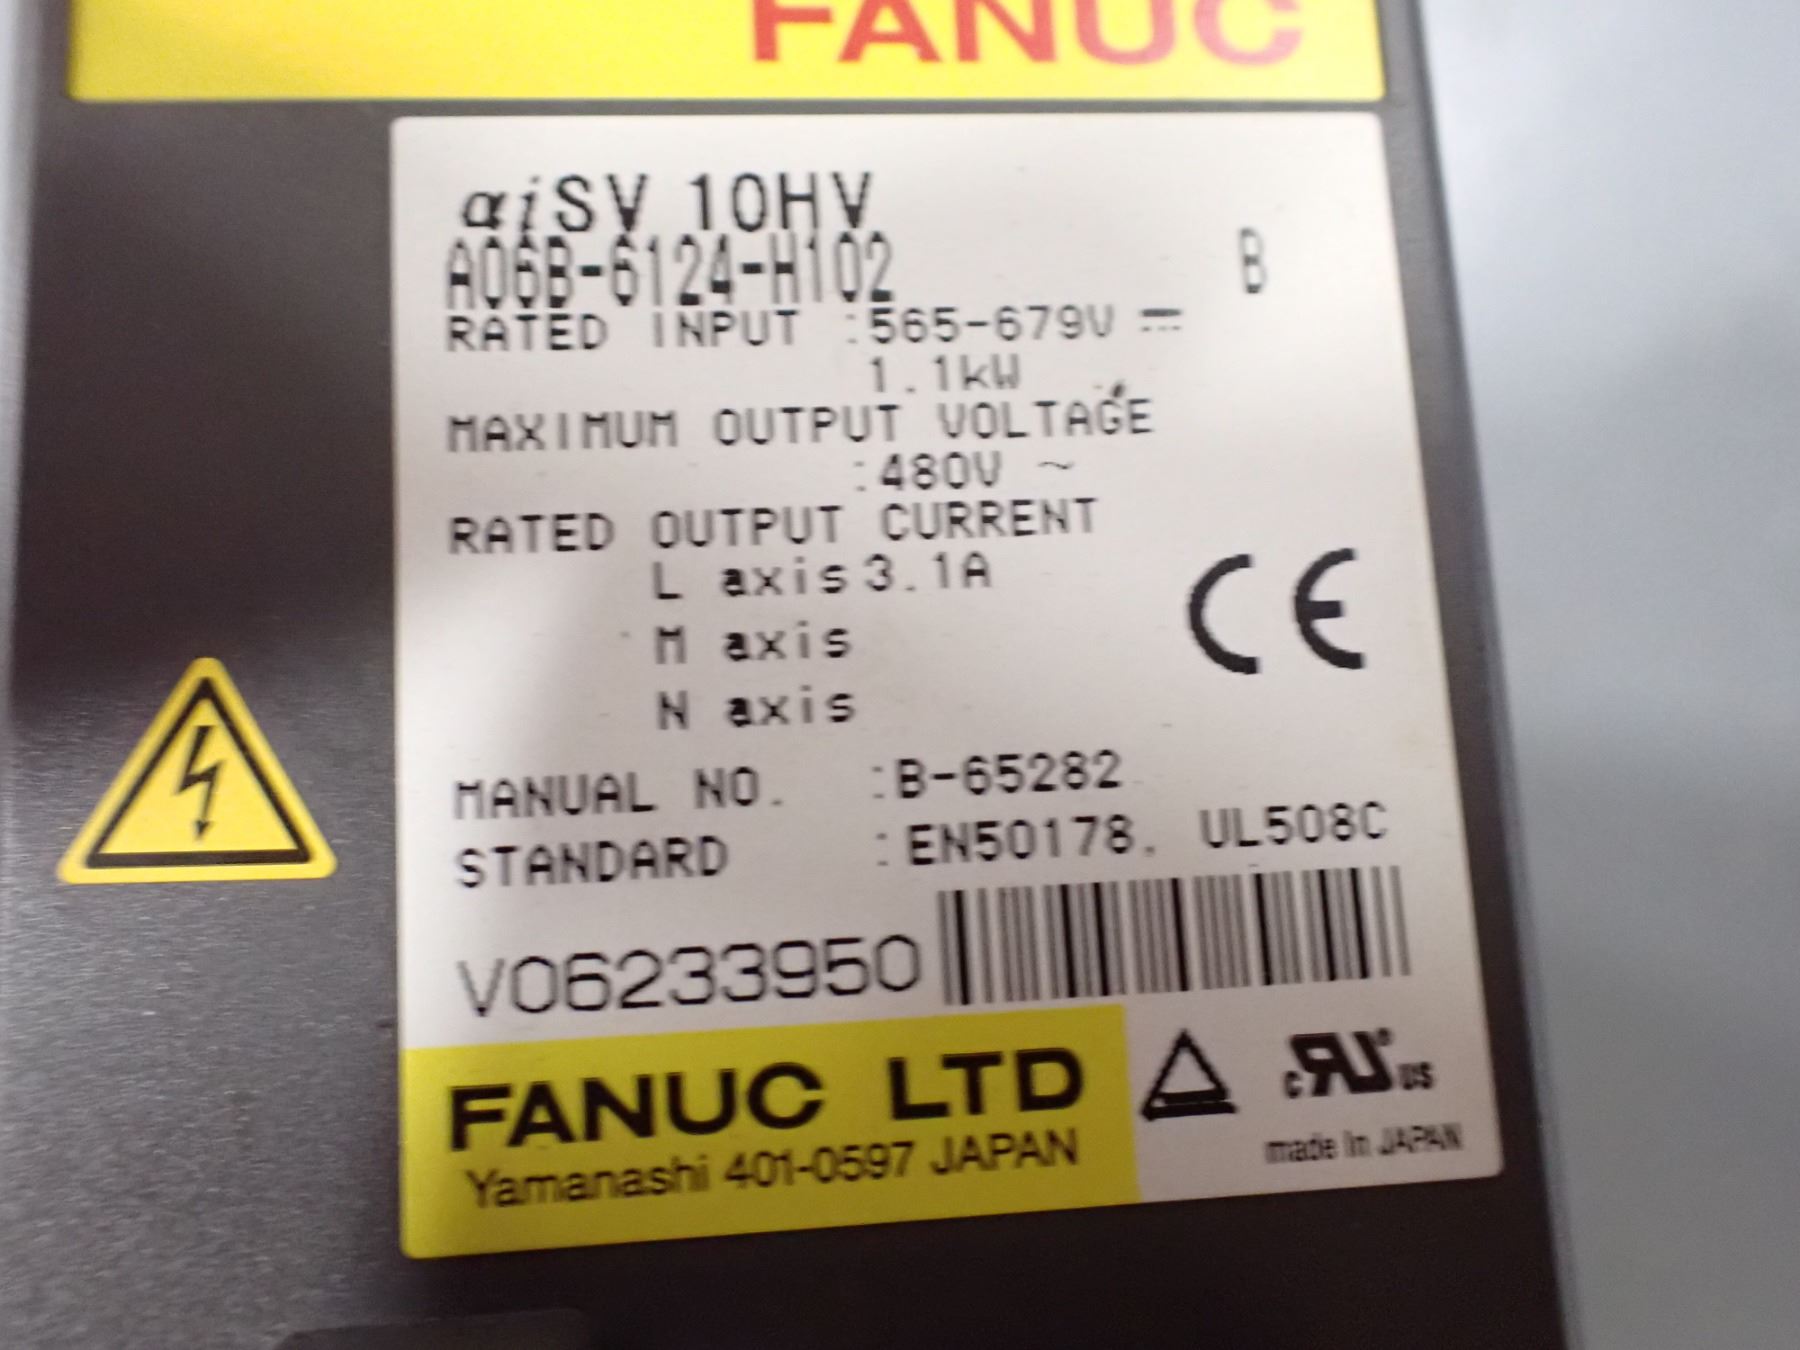 FANUC
αiSV 10HV
A06B-6124-H102 B
RATED INPUT :565-679V ⎓
1.1kW
MAXIMUM OUTPUT VOLTAGE
:480V ~
RATED OUTPUT CURRENT
L axis 3.1A
M axis
N axis
MANUAL NO. :B-65282
STANDARD :EN50178, UL508C
V06233950
FANUC LTD
Yamanashi 401-0597 JAPAN
c RU us
made in JAPAN
CE